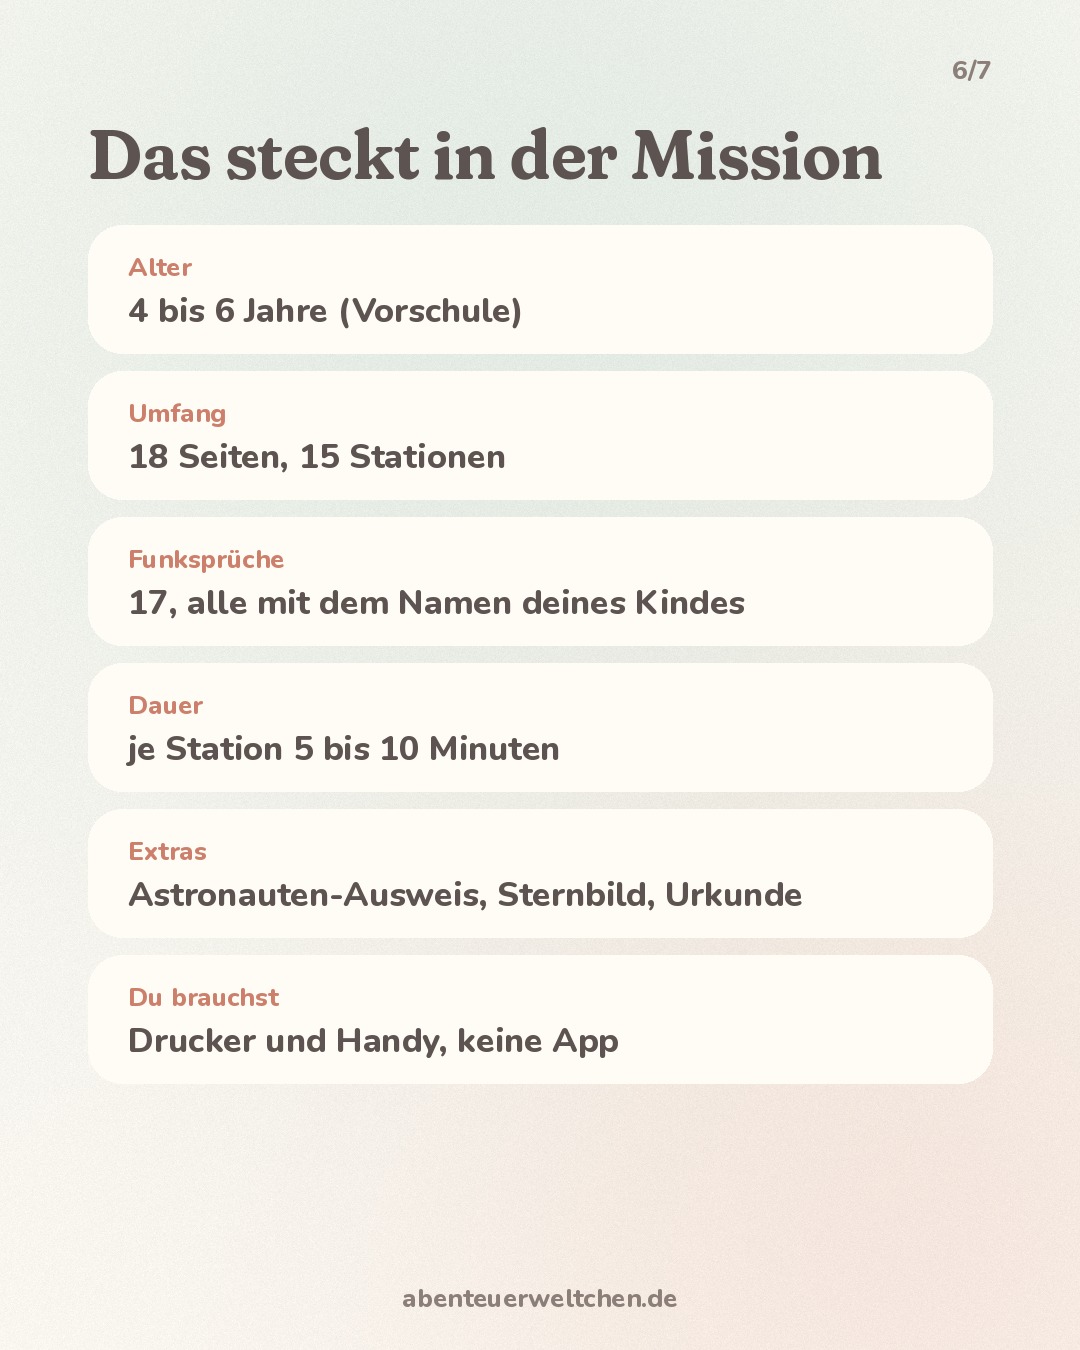 6/7
Das steckt in der Mission
Alter
4 bis 6 Jahre (Vorschule)
Umfang
18 Seiten, 15 Stationen
Funksprüche
17, alle mit dem Namen deines Kindes
Dauer
je Station 5 bis 10 Minuten
Extras
Astronauten-Ausweis, Sternbild, Urkunde
Du brauchst
Drucker und Handy, keine App
abenteuerweltchen.de